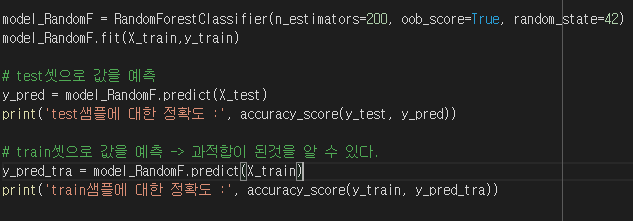 model_RandomF = RandomForestClassifier(n_estimators=200, oob_score=True, random_state=42)
model_RandomF.fit(X_train,y_train)
# test셋으로 값을 예측
y_pred = model_RandomF.predict(X_test)
print('test샘플에 대한 정확도 :', accuracy_score(y_test, y_pred))
# train셋으로 값을 예측 -> 과적합이 된것을 알 수 있다.
y_pred_tra = model_RandomF.predict(X_train)
print('train샘플에 대한 정확도 :', accuracy_score(y_train, y_pred_tra))